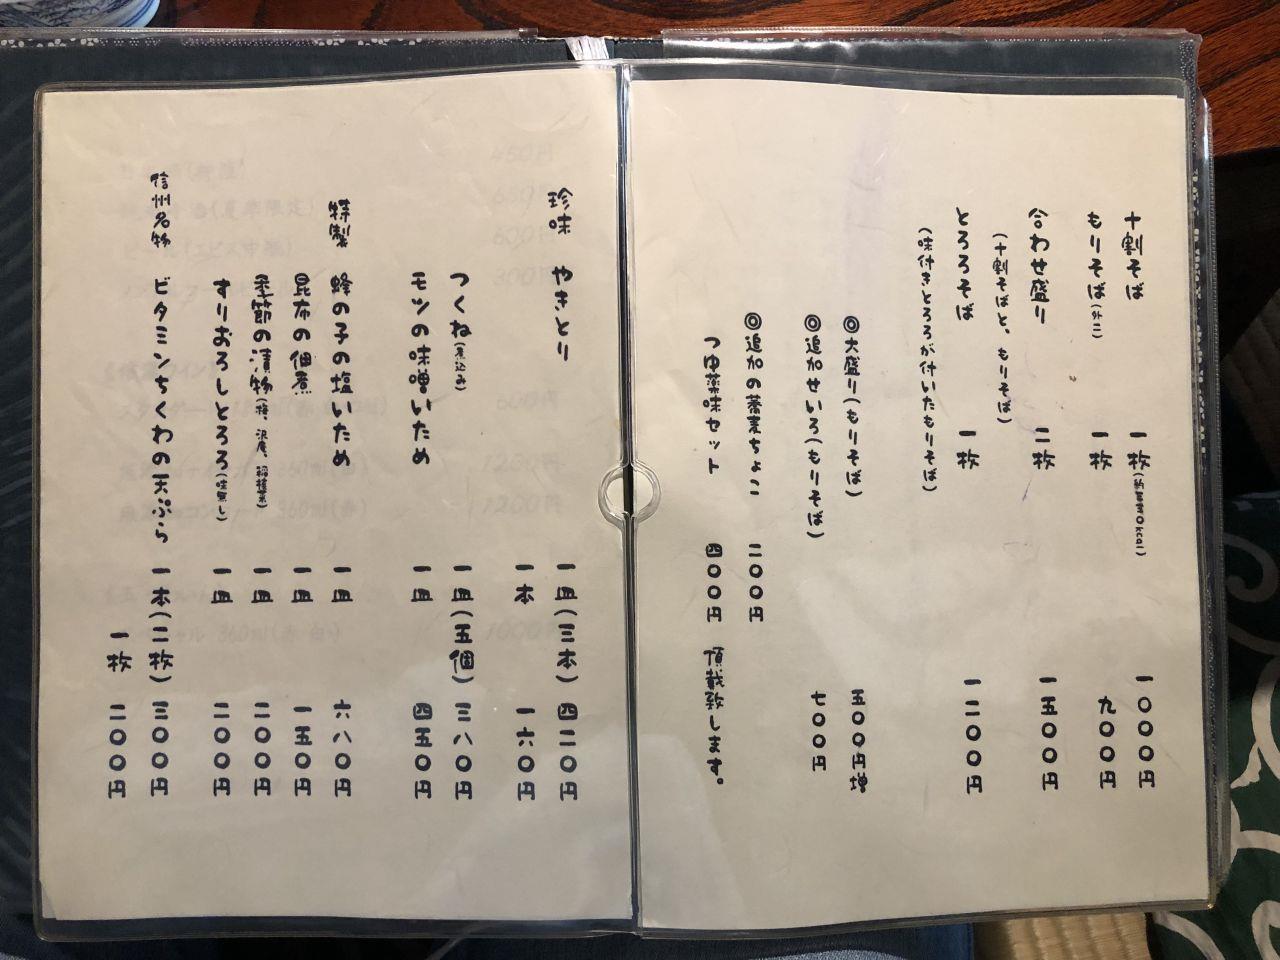 十割そば 一枚(約三三〇kcal) 一〇〇〇円
もりそば(外二) 一枚 九〇〇円
合わせ盛り 二枚 一五〇〇円
(十割そばと、もりそば)
とろろそば 一枚 一二〇〇円
(味付きとろろが付いたもりそば)
◎大盛り(もりそば) 五〇〇円増
◎追加せいろ(もりそば) 七〇〇円
◎追加の蕎麦ちょこ 二〇〇円
つゆ薬味セット 四〇〇円 頂戴致します。
珍味 やきとり 一皿(三本) 四二〇円
一本 一六〇円
つくね(煮込み) 一皿(五個) 三八〇円
モツの味噌いため 一皿 四五〇円
特製 蜂の子の塩いため 一皿 六八〇円
昆布の佃煮 一皿 一五〇円
季節の漬物 一皿 二〇〇円
すりおろしとろろ(味無し) 一皿 二〇〇円
信州名物 ビタミンちくわの天ぷら 一本(二枚) 三〇〇円
一枚 二〇〇円